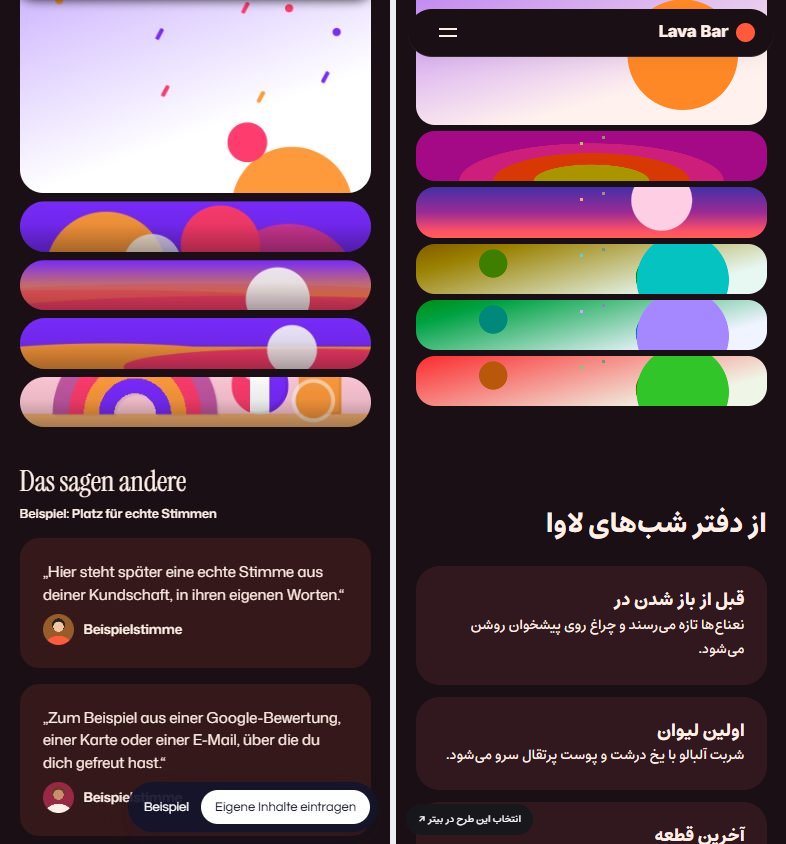 Das sagen andere
Beispiel: Platz für echte Stimmen
„Hier steht später eine echte Stimme aus
deiner Kundschaft, in ihren eigenen Worten.“
Beispielstimme
„Zum Beispiel aus einer Google-Bewertung,
einer Karte oder einer E-Mail, über die du
dich gefreut hast.“
Beispielstimme
Beispiel
Eigene Inhalte eintragen
Lava Bar
از دفتر شب‌های لاوا
قبل از باز شدن در
نعناع‌ها تازه می‌رسند و چراغ روی پیشخوان روشن
می‌شود.
اولین لیوان
شربت آلبالو با یخ درشت و پوست پرتقال سرو می‌شود.
آخرین قطعه
انتخاب این طرح در بیتر ↗